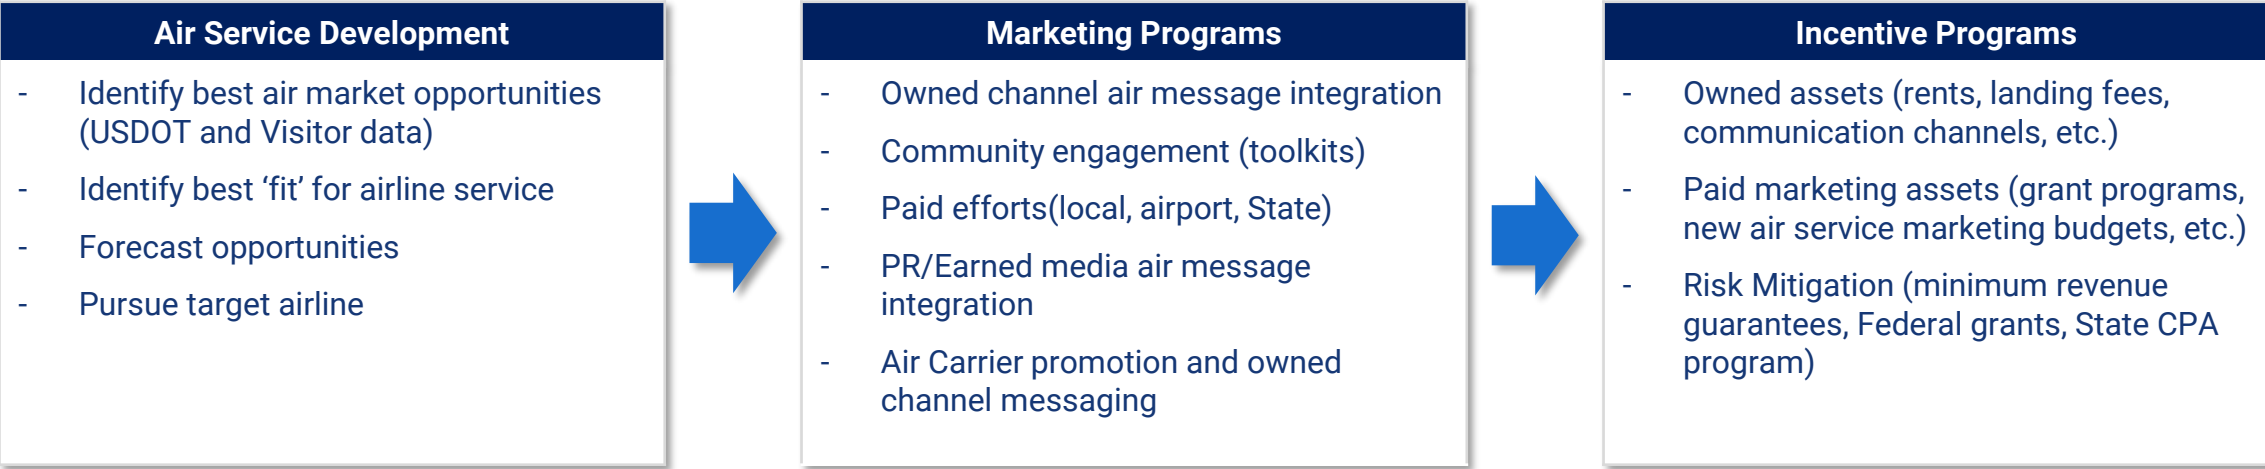 Air Service Development
- Identify best air market opportunities
(USDOT and Visitor data)
- Identify best ‘fit’ for airline service
- Forecast opportunities
- Pursue target airline
Marketing Programs
- Owned channel air message integration
- Community engagement (toolkits)
- Paid efforts(local, airport, State)
- PR/Earned media air message
integration
- Air Carrier promotion and owned
channel messaging
Incentive Programs
- Owned assets (rents, landing fees,
communication channels, etc.)
- Paid marketing assets (grant programs,
new air service marketing budgets, etc.)
- Risk Mitigation (minimum revenue
guarantees, Federal grants, State CPA
program)